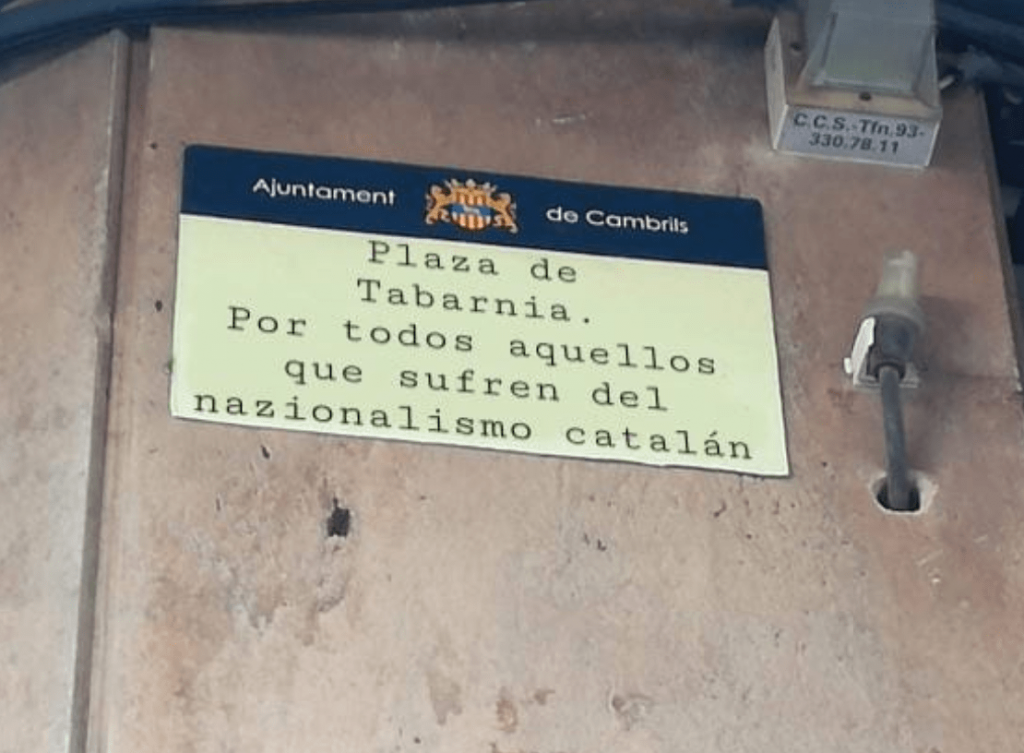 C.C.S.-Tfn.93-
330.78.11
Ajuntament de Cambrils
Plaza de
Tabarnia.
Por todos aquellos
que sufren del
nazionalismo catalán